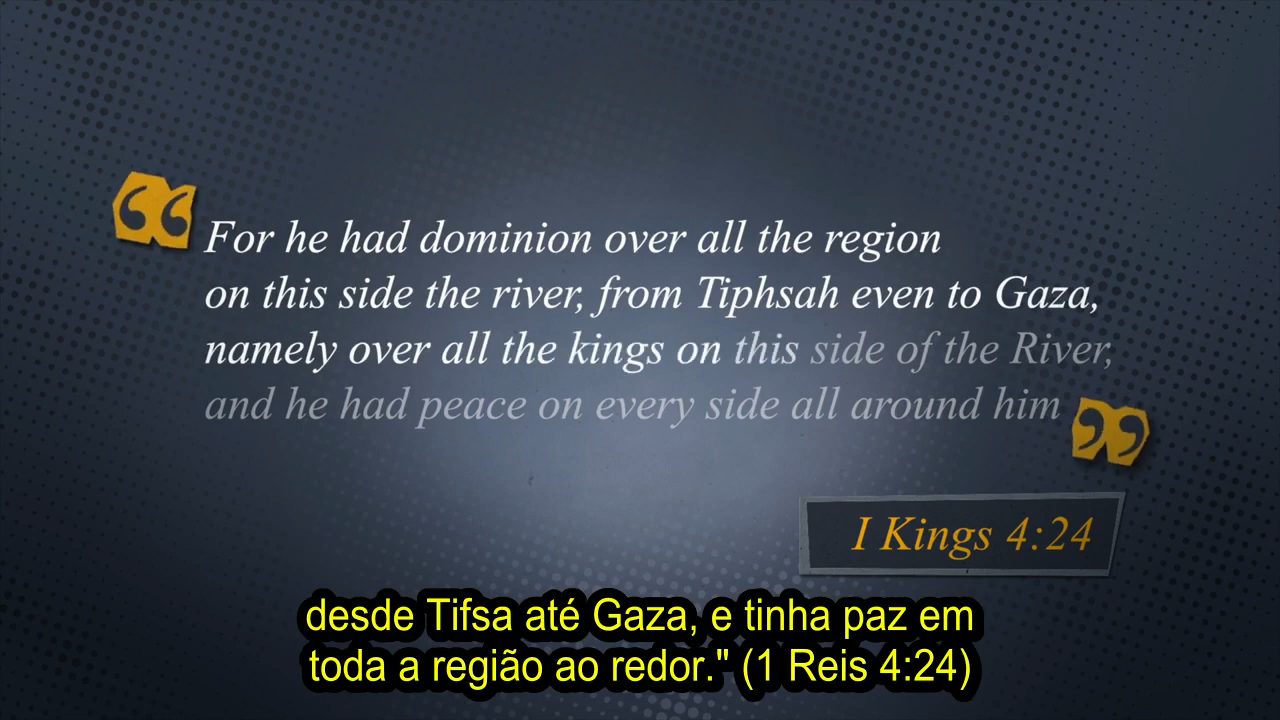 “For he had dominion over all the region
on this side the river, from Tiphsah even to Gaza,
namely over all the kings on this side of the River,
and he had peace on every side all around him”
I Kings 4:24
desde Tifsa até Gaza, e tinha paz em
toda a região ao redor." (1 Reis 4:24)